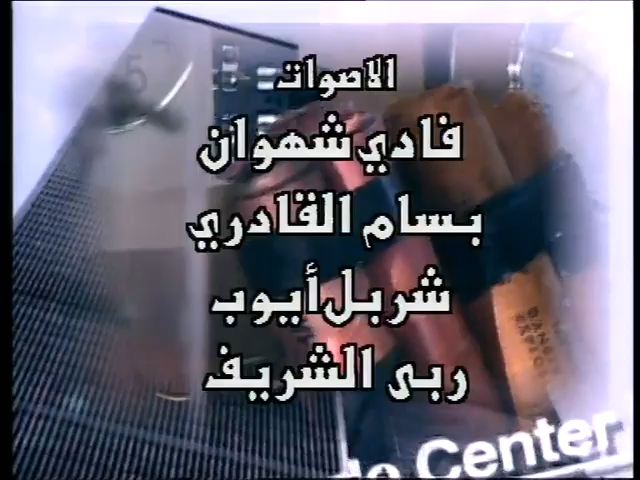 الاصوات
فادي شهوان
بسام القادري
شربل أيوب
ربى الشريف
Center